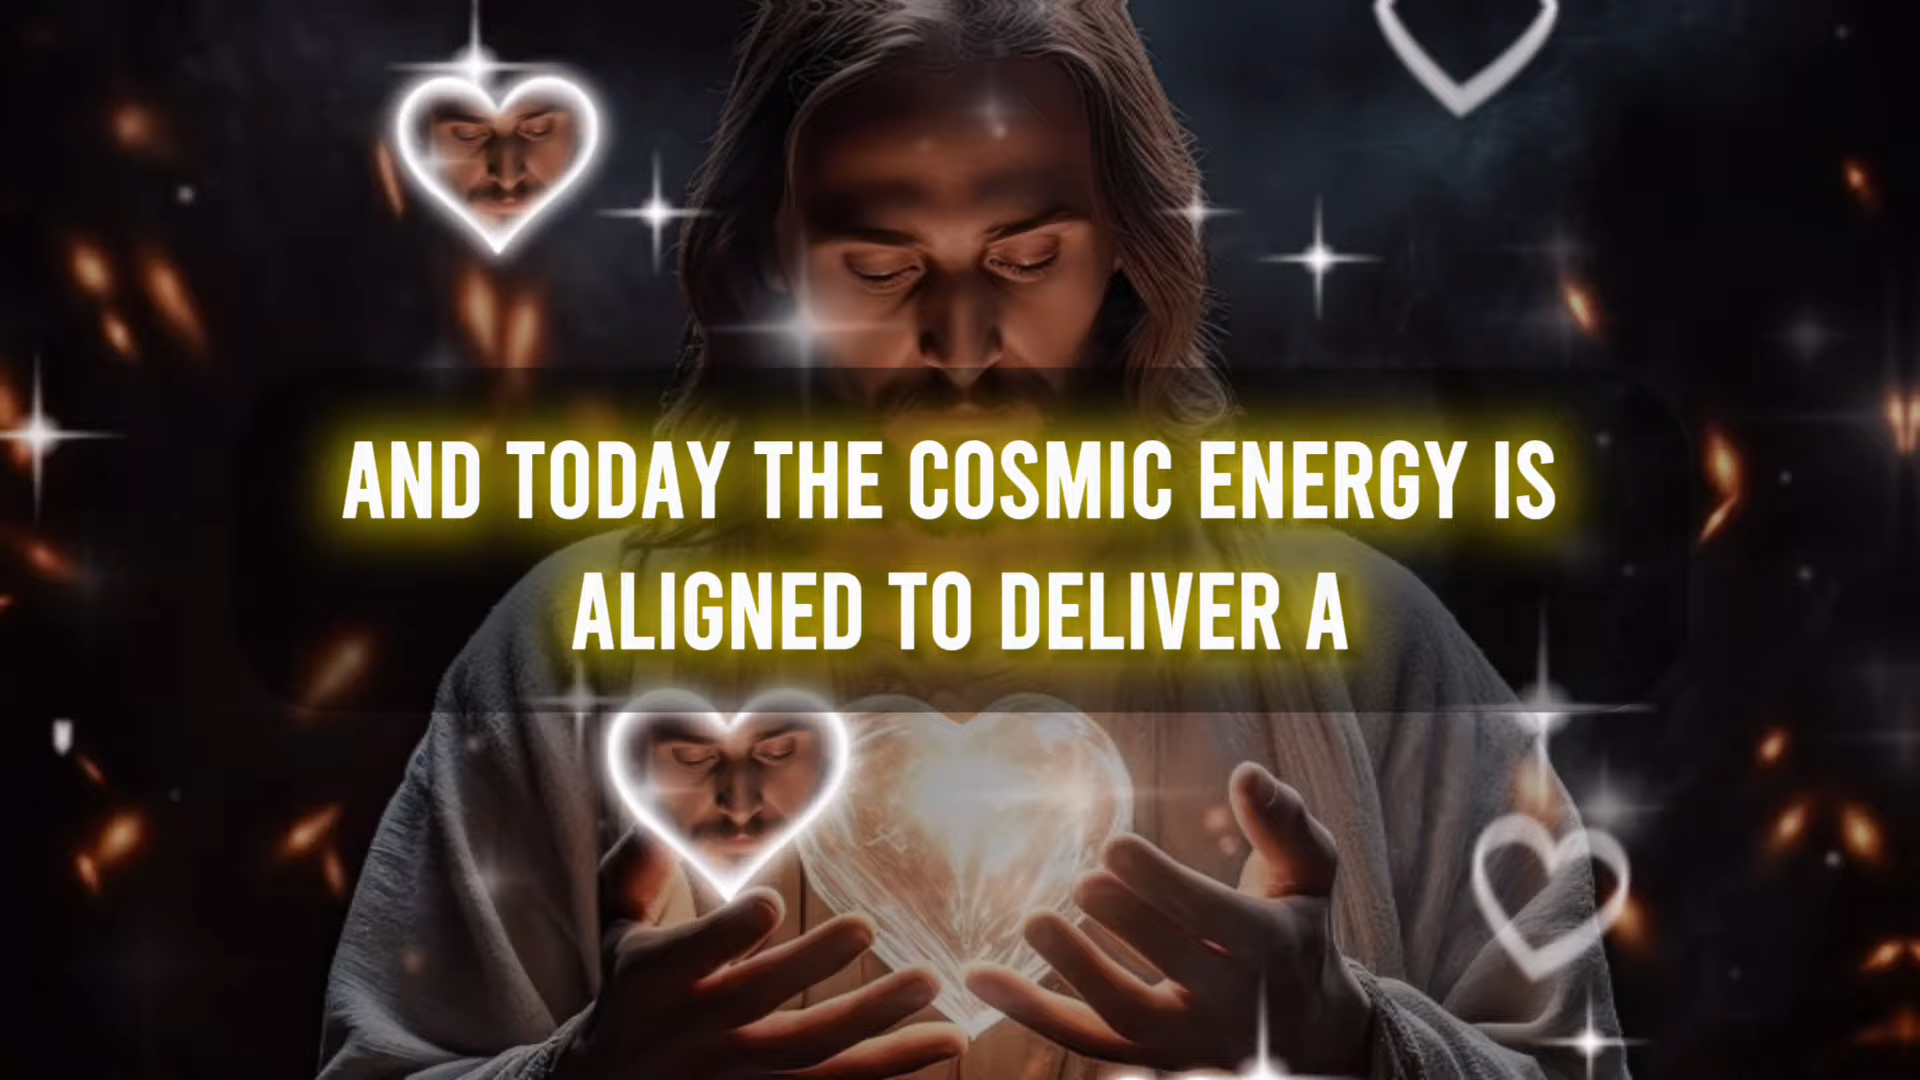 AND TODAY THE COSMIC ENERGY IS
ALIGNED TO DELIVER A